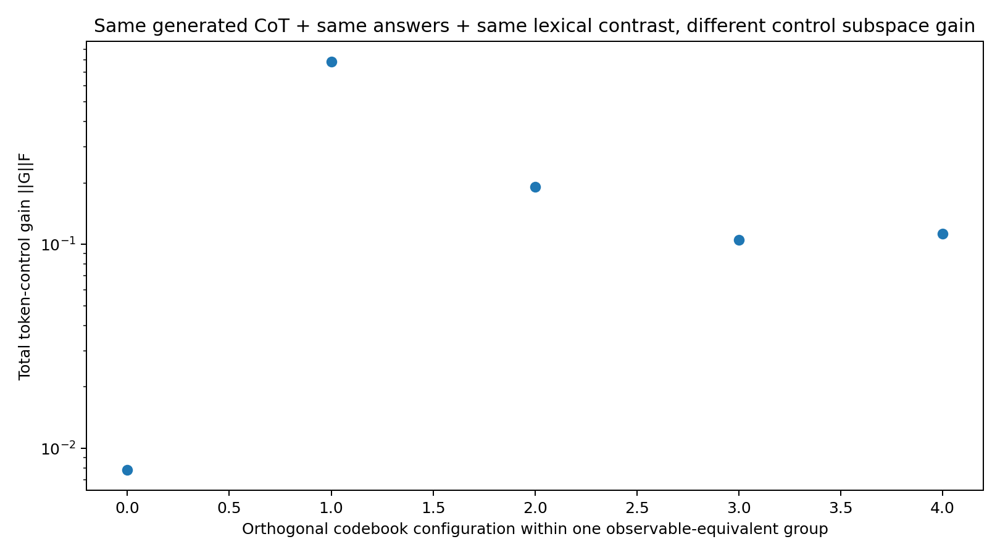 Same generated CoT + same answers + same lexical contrast, different control subspace gain
Total token-control gain ||G||F
10⁻¹
10⁻²
0.0 0.5 1.0 1.5 2.0 2.5 3.0 3.5 4.0
Orthogonal codebook configuration within one observable-equivalent group